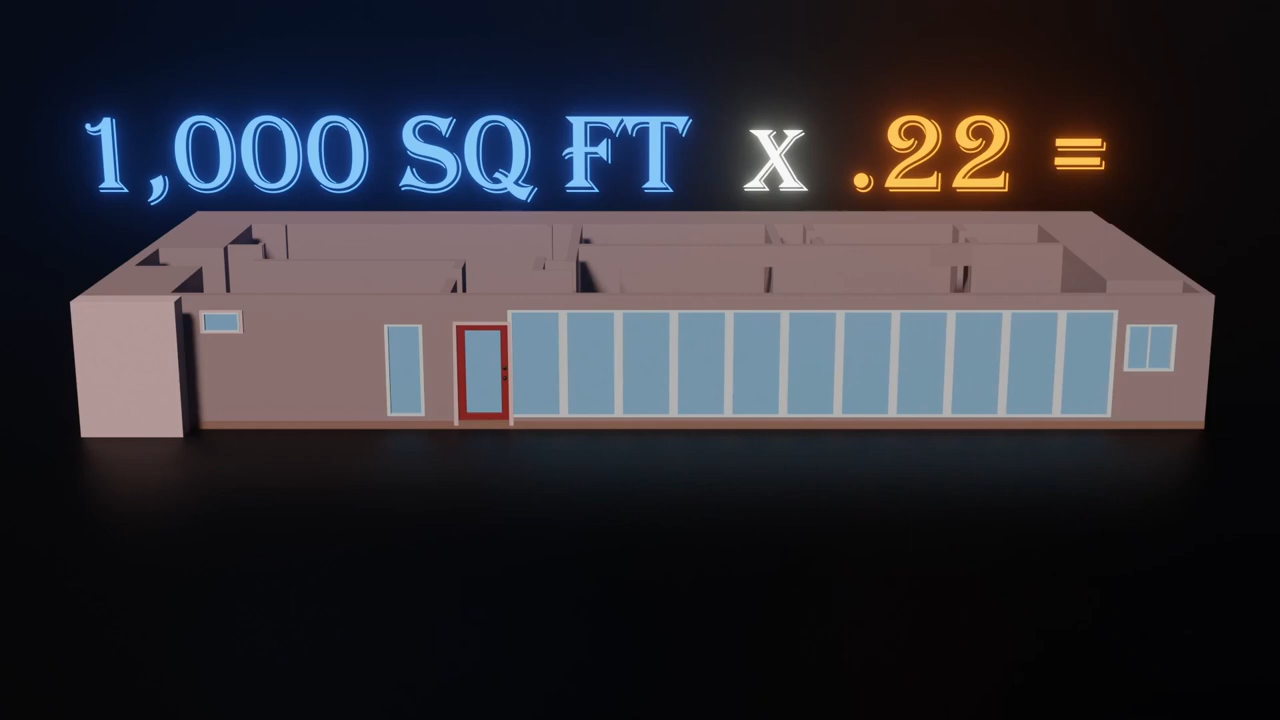 1,000 SQ FT x .22 =